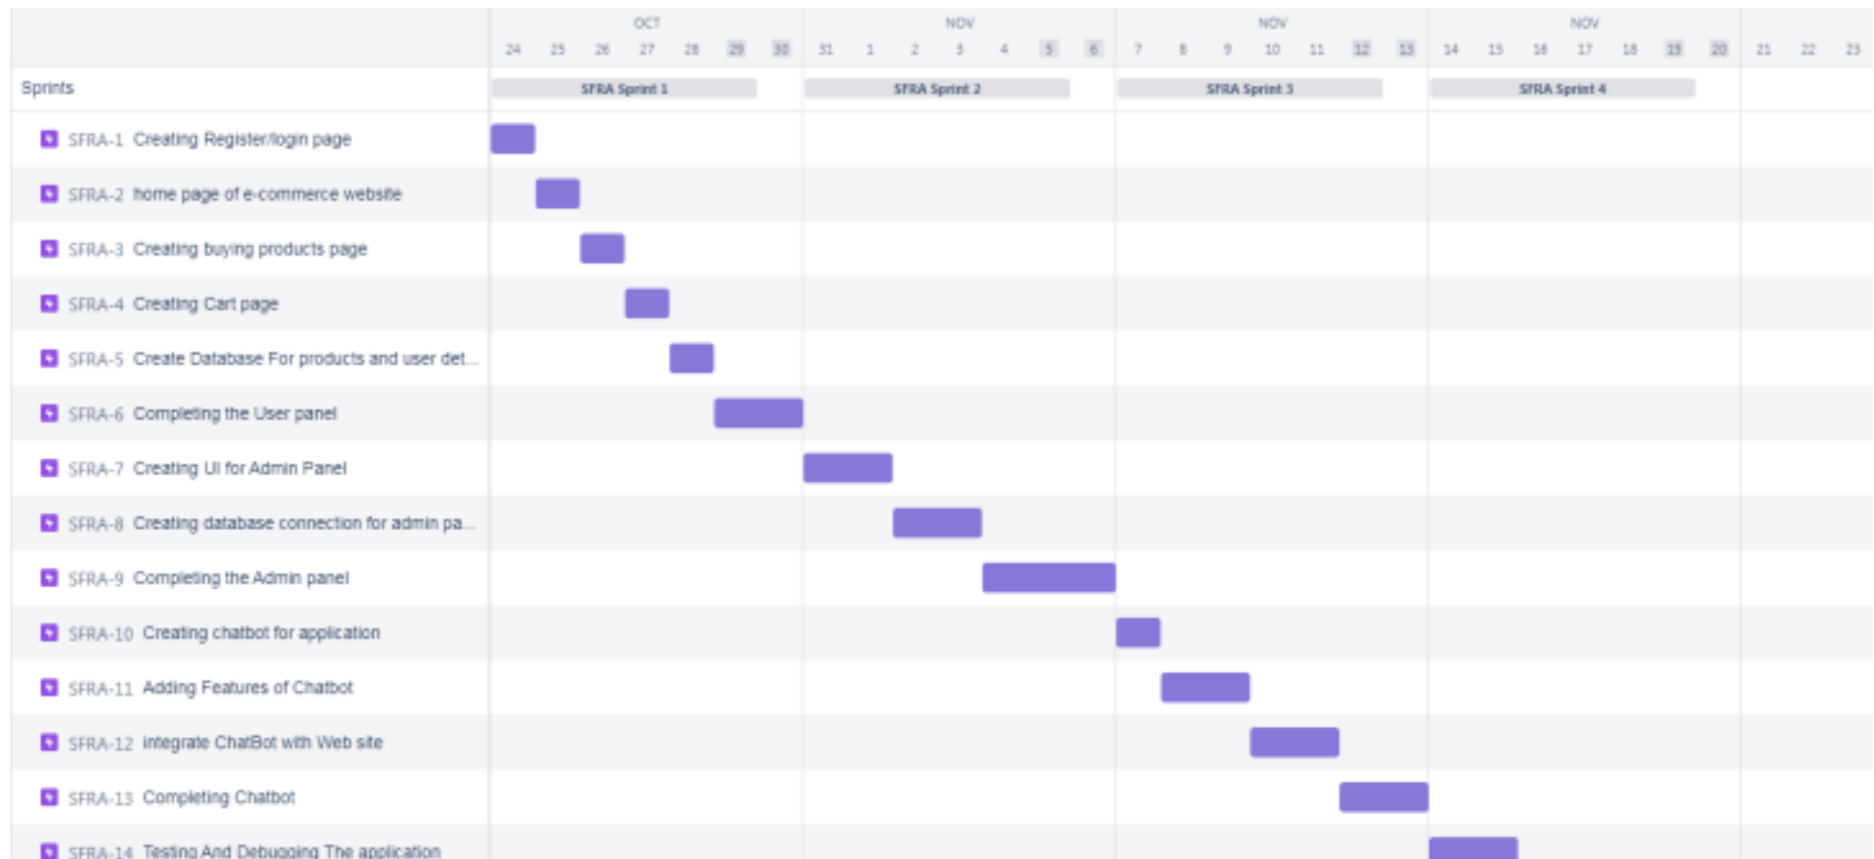 OCT NOV NOV NOV
24 25 26 27 28 29 30 31 1 2 3 4 5 6 7 8 9 10 11 12 13 14 15 16 17 18 19 20 21 22 23
Sprints SFRA Sprint 1 SFRA Sprint 2 SFRA Sprint 3 SFRA Sprint 4
SFRA-1 Creating Register/login page
SFRA-2 home page of e-commerce website
SFRA-3 Creating buying products page
SFRA-4 Creating Cart page
SFRA-5 Create Database For products and user det...
SFRA-6 Completing the User panel
SFRA-7 Creating UI for Admin Panel
SFRA-8 Creating database connection for admin pa...
SFRA-9 Completing the Admin panel
SFRA-10 Creating chatbot for application
SFRA-11 Adding Features of Chatbot
SFRA-12 integrate ChatBot with Web site
SFRA-13 Completing Chatbot
SFRA-14 Testing And Debugging The application